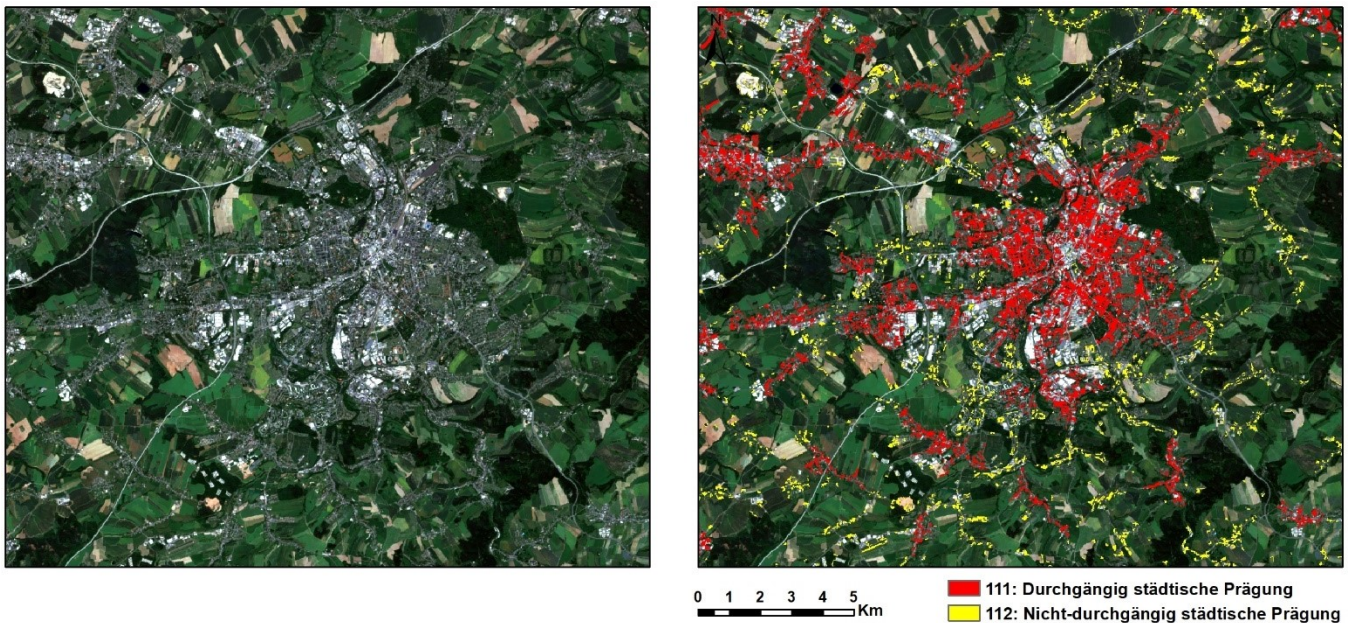 0 1 2 3 4 5
Km
111: Durchgängig städtische Prägung
112: Nicht-durchgängig städtische Prägung